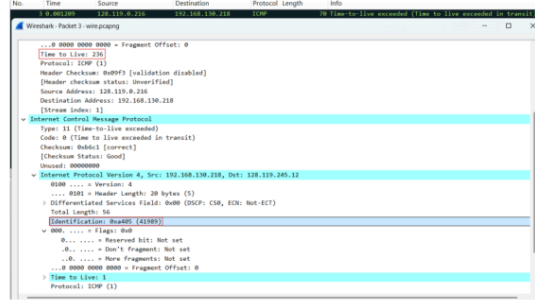 No. Time Source Destination Protocol Length Info
3 0.001209 128.119.0.216 192.168.130.218 ICMP 70 Time-to-live exceeded (Time to live exceeded in transit
Wireshark · Packet 3 · wire.pcapng
...0 0000 0000 0000 = Fragment Offset: 0
Time to Live: 236
Protocol: ICMP (1)
Header Checksum: 0x09f3 [validation disabled]
[Header checksum status: Unverified]
Source Address: 128.119.0.216
Destination Address: 192.168.130.218
[Stream index: 1]
Internet Control Message Protocol
Type: 11 (Time-to-live exceeded)
Code: 0 (Time to live exceeded in transit)
Checksum: 0xb6c1 [correct]
[Checksum Status: Good]
Unused: 00000000
Internet Protocol Version 4, Src: 192.168.130.218, Dst: 128.119.245.12
0100 .... = Version: 4
.... 0101 = Header Length: 20 bytes (5)
Differentiated Services Field: 0x00 (DSCP: CS0, ECN: Not-ECT)
Total Length: 56
Identification: 0xa405 (41989)
000. .... = Flags: 0x0
0... .... = Reserved bit: Not set
.0.. .... = Don't fragment: Not set
..0. .... = More fragments: Not set
...0 0000 0000 0000 = Fragment Offset: 0
Time to Live: 1
Protocol: ICMP (1)